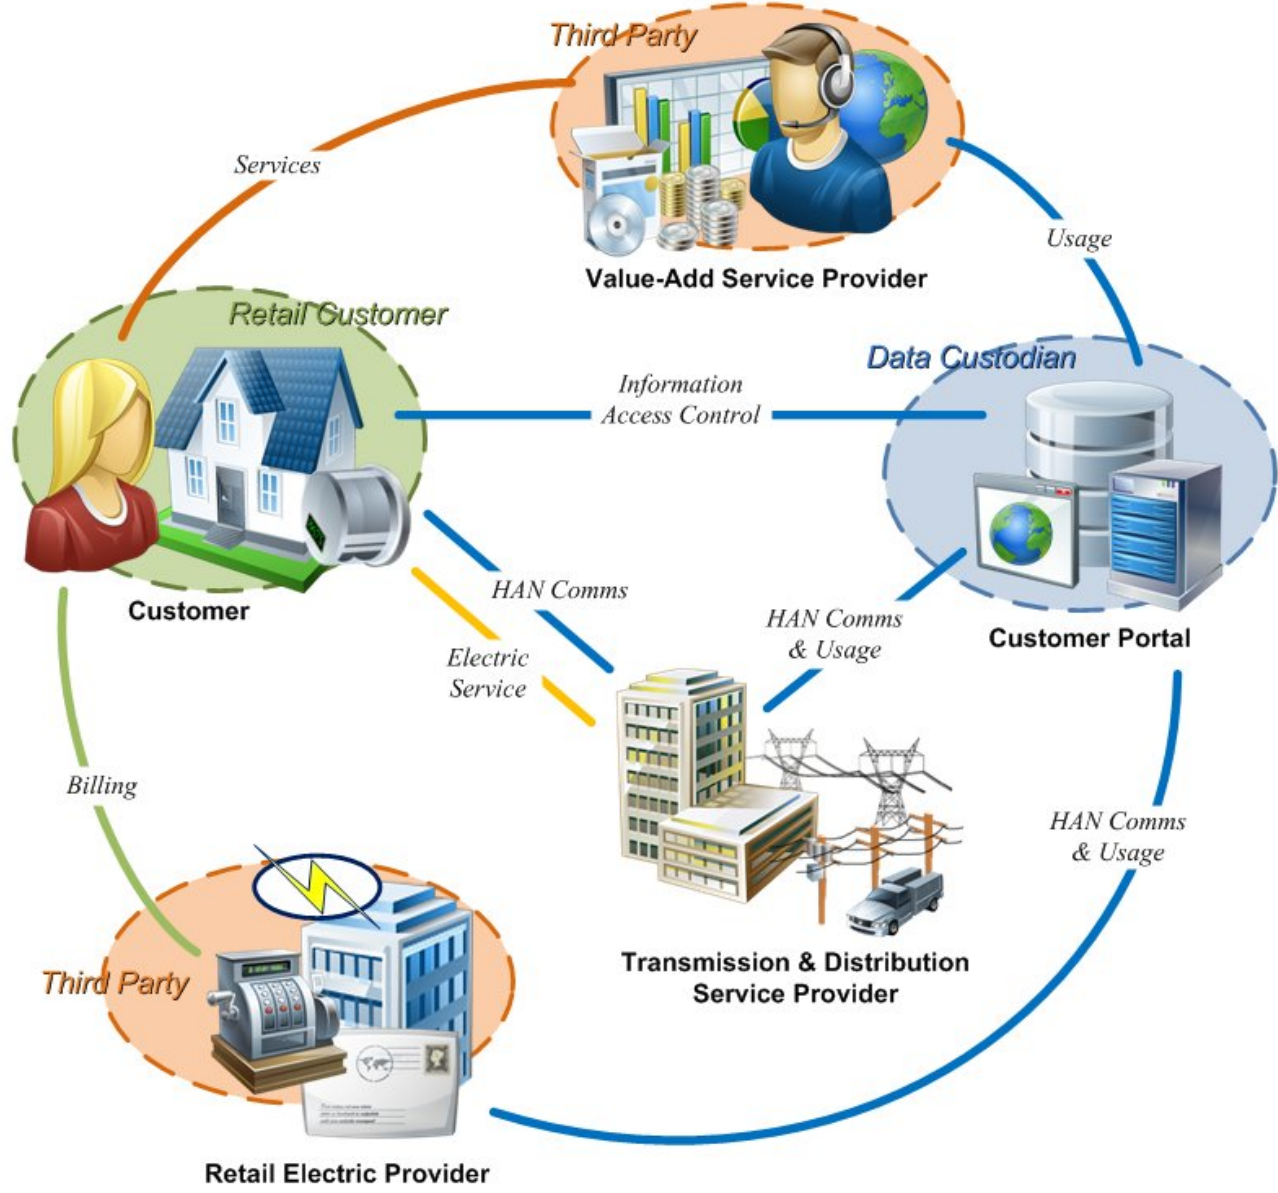 Third Party
Services
Usage
Value-Add Service Provider
Retail Customer
Data Custodian
Information
Access Control
HAN Comms
Customer
HAN Comms
& Usage
Customer Portal
Electric
Service
Billing
HAN Comms
& Usage
Transmission & Distribution
Service Provider
Third Party
Retail Electric Provider